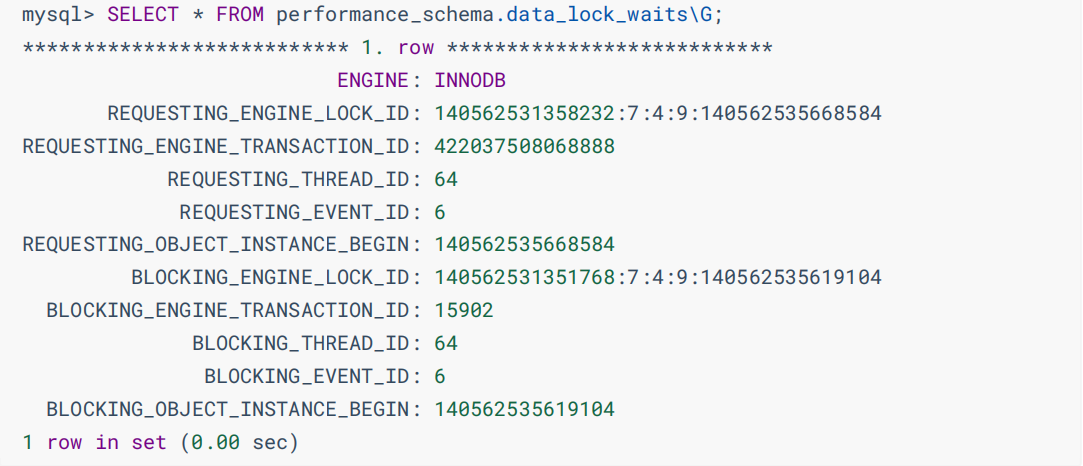 mysql> SELECT * FROM performance_schema.data_lock_waits\G;
*************************** 1. row ***************************
ENGINE: INNODB
REQUESTING_ENGINE_LOCK_ID: 140562531358232:7:4:9:140562535668584
REQUESTING_ENGINE_TRANSACTION_ID: 422037508068888
REQUESTING_THREAD_ID: 64
REQUESTING_EVENT_ID: 6
REQUESTING_OBJECT_INSTANCE_BEGIN: 140562535668584
BLOCKING_ENGINE_LOCK_ID: 140562531351768:7:4:9:140562535619104
BLOCKING_ENGINE_TRANSACTION_ID: 15902
BLOCKING_THREAD_ID: 64
BLOCKING_EVENT_ID: 6
BLOCKING_OBJECT_INSTANCE_BEGIN: 140562535619104
1 row in set (0.00 sec)